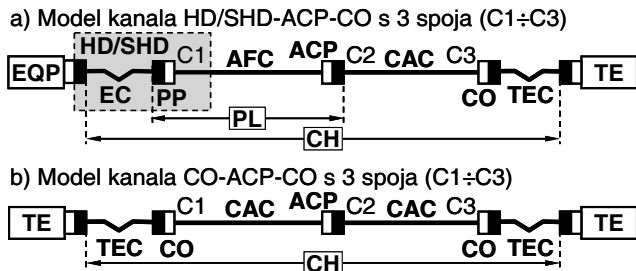 a) Model kanala HD/SHD-ACP-CO s 3 spoja (C1÷C3)
HD/SHD C1 AFC ACP C2 CAC C3
EQP TE
EC PP CO TEC
PL
CH
b) Model kanala CO-ACP-CO s 3 spoja (C1÷C3)
C1 CAC ACP C2 CAC C3
TE TE
TEC CO CO TEC
CH